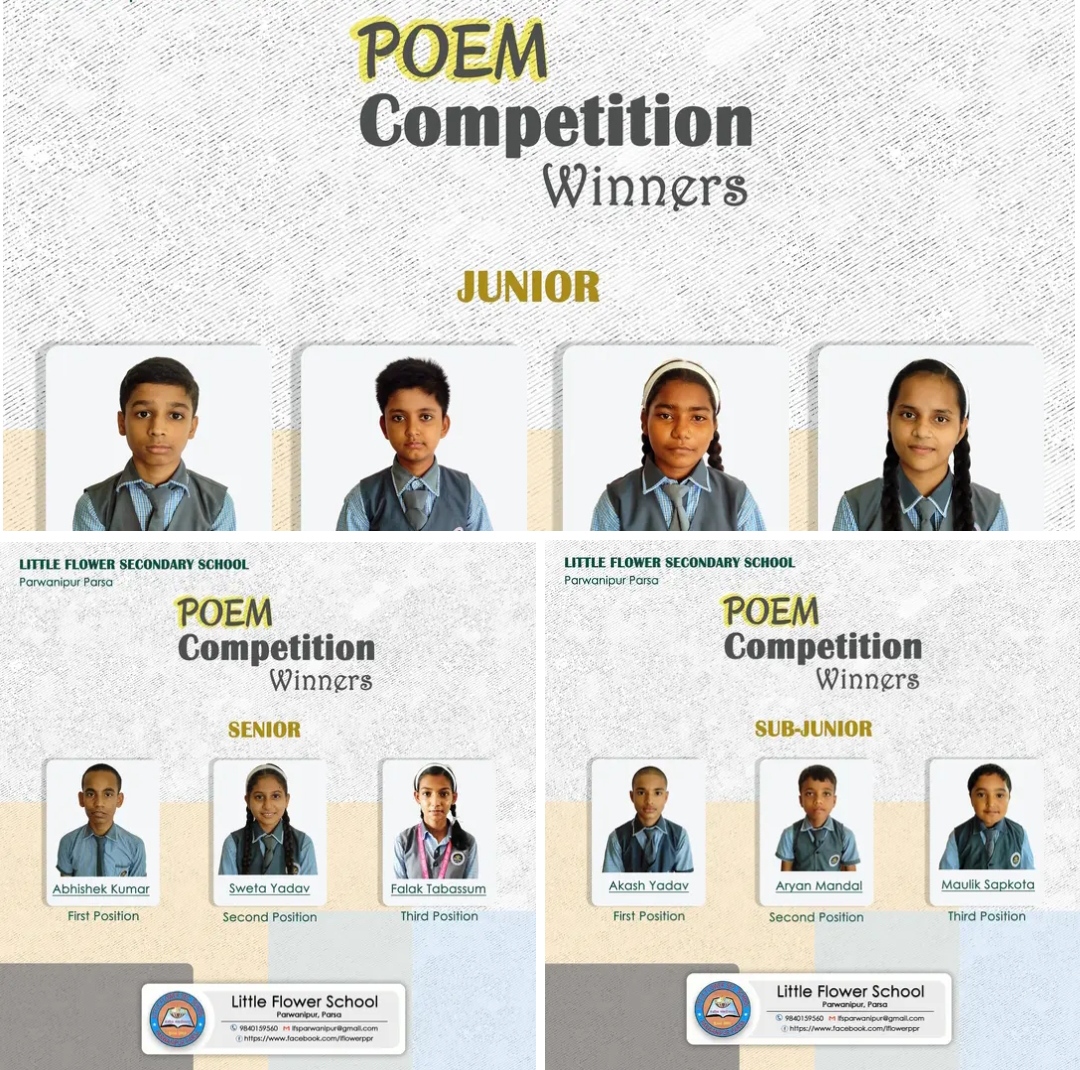 POEM
Competition
Winners
JUNIOR
LITTLE FLOWER SECONDARY SCHOOL
Parwanipur Parsa
POEM
Competition
Winners
SENIOR
Abhishek Kumar
Sweta Yadav
Falak Tabassum
First Position
Second Position
Third Position
Little Flower School
Parwanipur, Parsa
9840159560 lfsparwanipur@gmail.com
https://www.facebook.com/lflowerppr
LITTLE FLOWER SECONDARY SCHOOL
Parwanipur Parsa
POEM
Competition
Winners
SUB-JUNIOR
Akash Yadav
Aryan Mandal
Maulik Sapkota
First Position
Second Position
Third Position
Little Flower School
Parwanipur, Parsa
9840159560 lfsparwanipur@gmail.com
https://www.facebook.com/lflowerppr